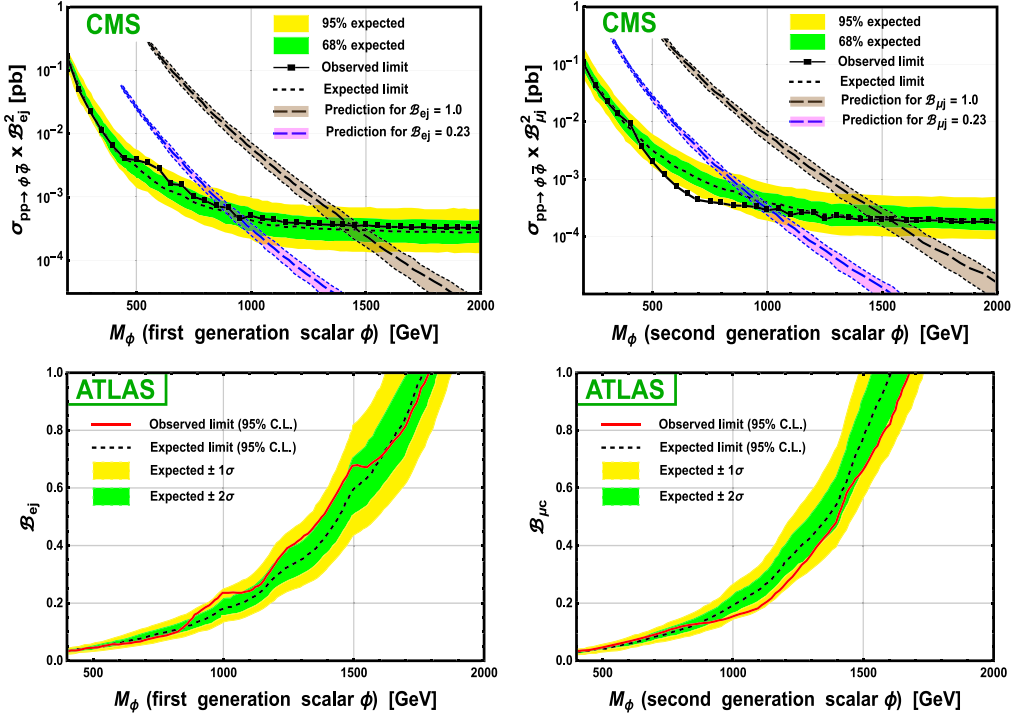 CMS
95% expected
68% expected
Observed limit
Expected limit
Prediction for ℬej = 1.0
Prediction for ℬej = 0.23
σpp→ ϕ ϕ̄ x ℬ²ej [pb]
1
10⁻¹
10⁻²
10⁻³
10⁻⁴
500 1000 1500 2000
Mϕ (first generation scalar ϕ) [GeV]
CMS
95% expected
68% expected
Observed limit
Expected limit
Prediction for ℬμj = 1.0
Prediction for ℬμj = 0.23
σpp→ ϕ ϕ̄ x ℬ²μj [pb]
1
10⁻¹
10⁻²
10⁻³
10⁻⁴
500 1000 1500 2000
Mϕ (second generation scalar ϕ) [GeV]
ATLAS
Observed limit (95% C.L.)
Expected limit (95% C.L.)
Expected ± 1σ
Expected ± 2σ
ℬej
1.0
0.8
0.6
0.4
0.2
0.0
500 1000 1500 2000
Mϕ (first generation scalar ϕ) [GeV]
ATLAS
Observed limit (95% C.L.)
Expected limit (95% C.L.)
Expected ± 1σ
Expected ± 2σ
ℬμc
1.0
0.8
0.6
0.4
0.2
0.0
500 1000 1500 2000
Mϕ (second generation scalar ϕ) [GeV]